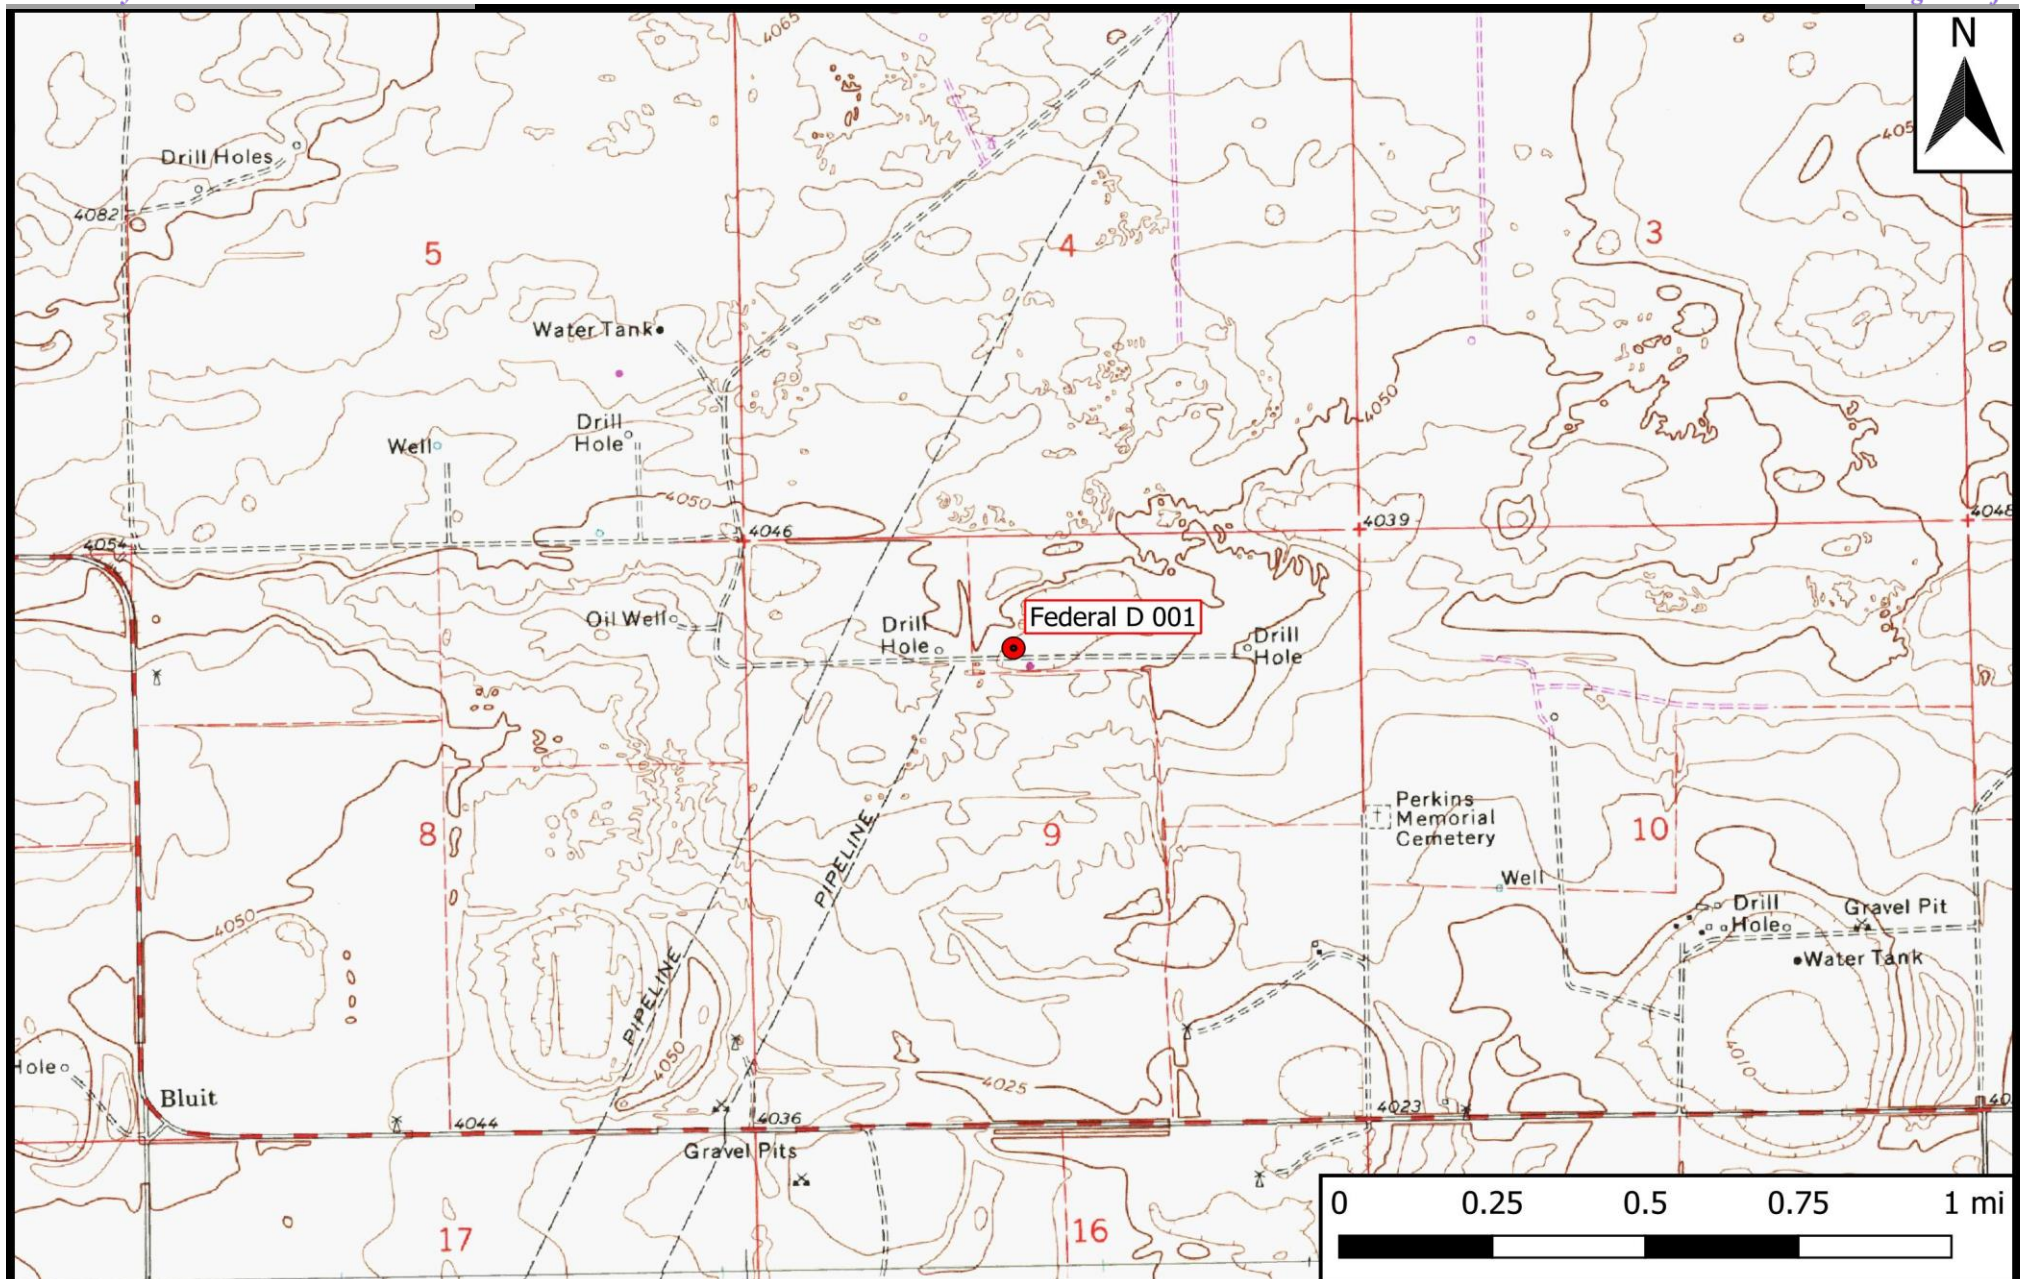 N
4065
Drill Holes
4082
5
4
3
Water Tank
Drill
Hole
Well
4050
4050
4046
4039
4048
4054
Oil Well
Drill
Hole
Federal D 001
Drill
Hole
8
9
10
PIPELINE
Perkins
Memorial
Cemetery
Well
Drill
Hole
Gravel Pit
Water Tank
4050
PIPELINE
4050
4010
Hole
Bluit
4025
4044
4036
4023
Gravel Pits
17
16
0 0.25 0.5 0.75 1 mi